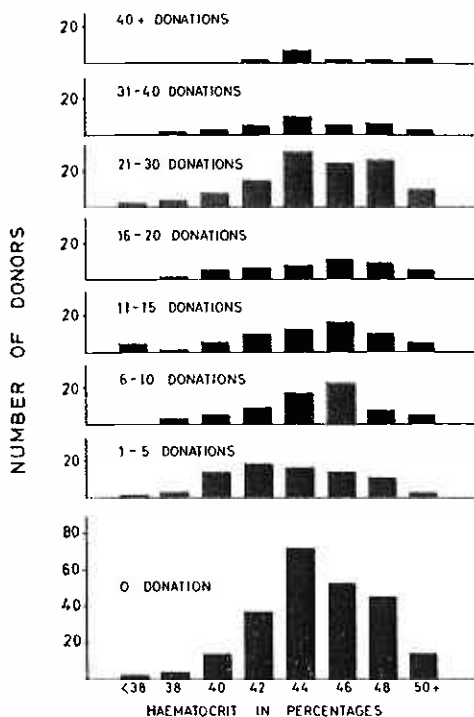 NUMBER OF DONORS
40+ DONATIONS
20
31-40 DONATIONS
20
21-30 DONATIONS
20
16-20 DONATIONS
20
11-15 DONATIONS
20
6-10 DONATIONS
20
1-5 DONATIONS
20
0 DONATION
80
60
40
20
<38 38 40 42 44 46 48 50+
HAEMATOCRIT IN PERCENTAGES